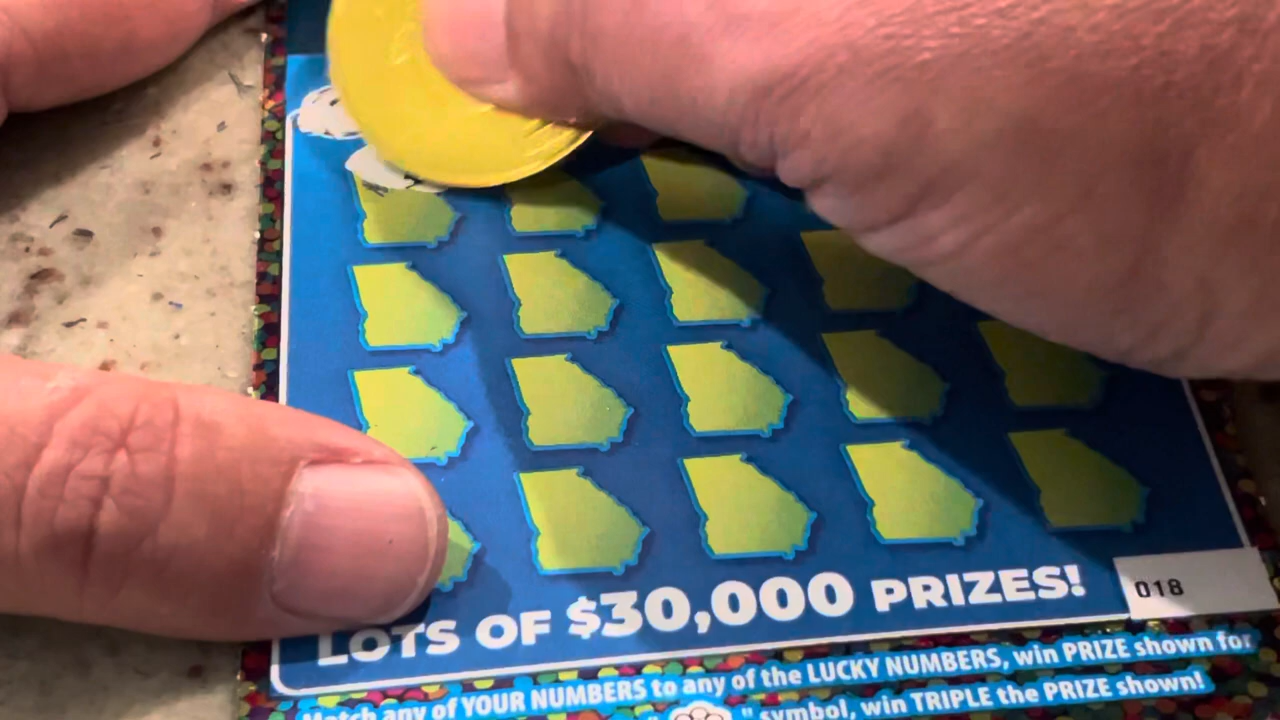 LOTS OF $30,000 PRIZES!
018
Match any of YOUR NUMBERS to any of the LUCKY NUMBERS, win PRIZE shown for
" " symbol, win TRIPLE the PRIZE shown!